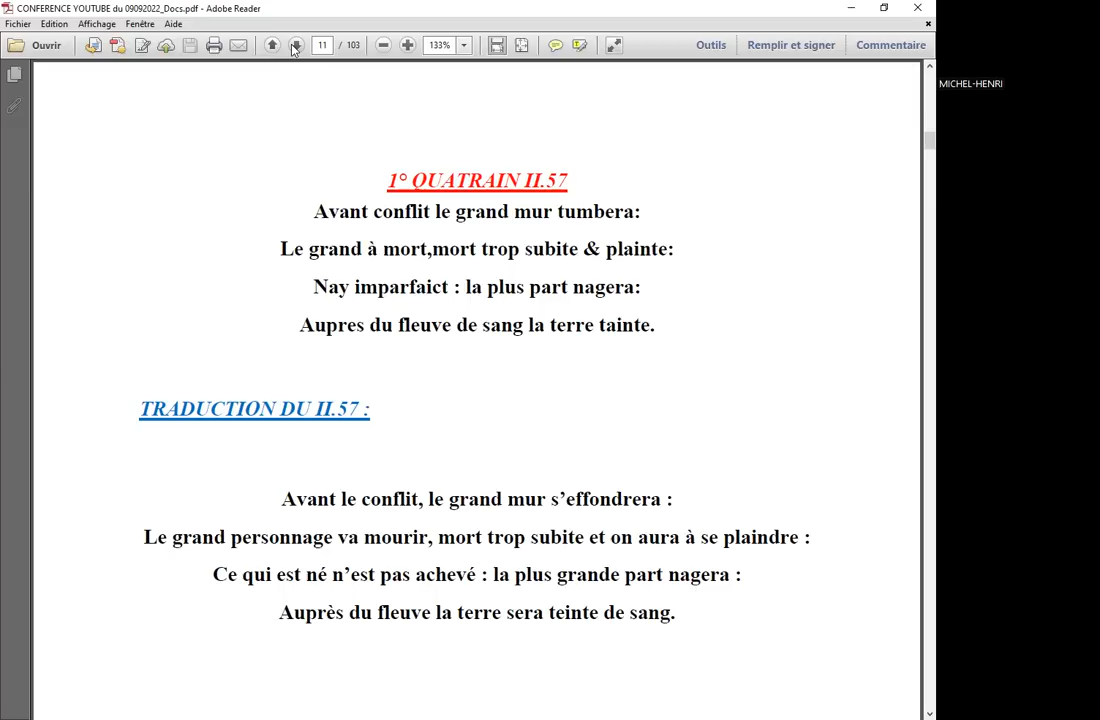 CONFERENCE YOUTUBE du 09092022_Docs.pdf - Adobe Reader
Fichier Edition Affichage Fenêtre Aide
Ouvrir 11 / 103 133% Outils Remplir et signer Commentaire
MICHEL-HENRI
1° QUATRAIN II.57
Avant conflit le grand mur tumbera:
Le grand à mort,mort trop subite & plainte:
Nay imparfaict : la plus part nagera:
Aupres du fleuve de sang la terre tainte.
TRADUCTION DU II.57 :
Avant le conflit, le grand mur s’effondrera :
Le grand personnage va mourir, mort trop subite et on aura à se plaindre :
Ce qui est né n’est pas achevé : la plus grande part nagera :
Auprès du fleuve la terre sera teinte de sang.